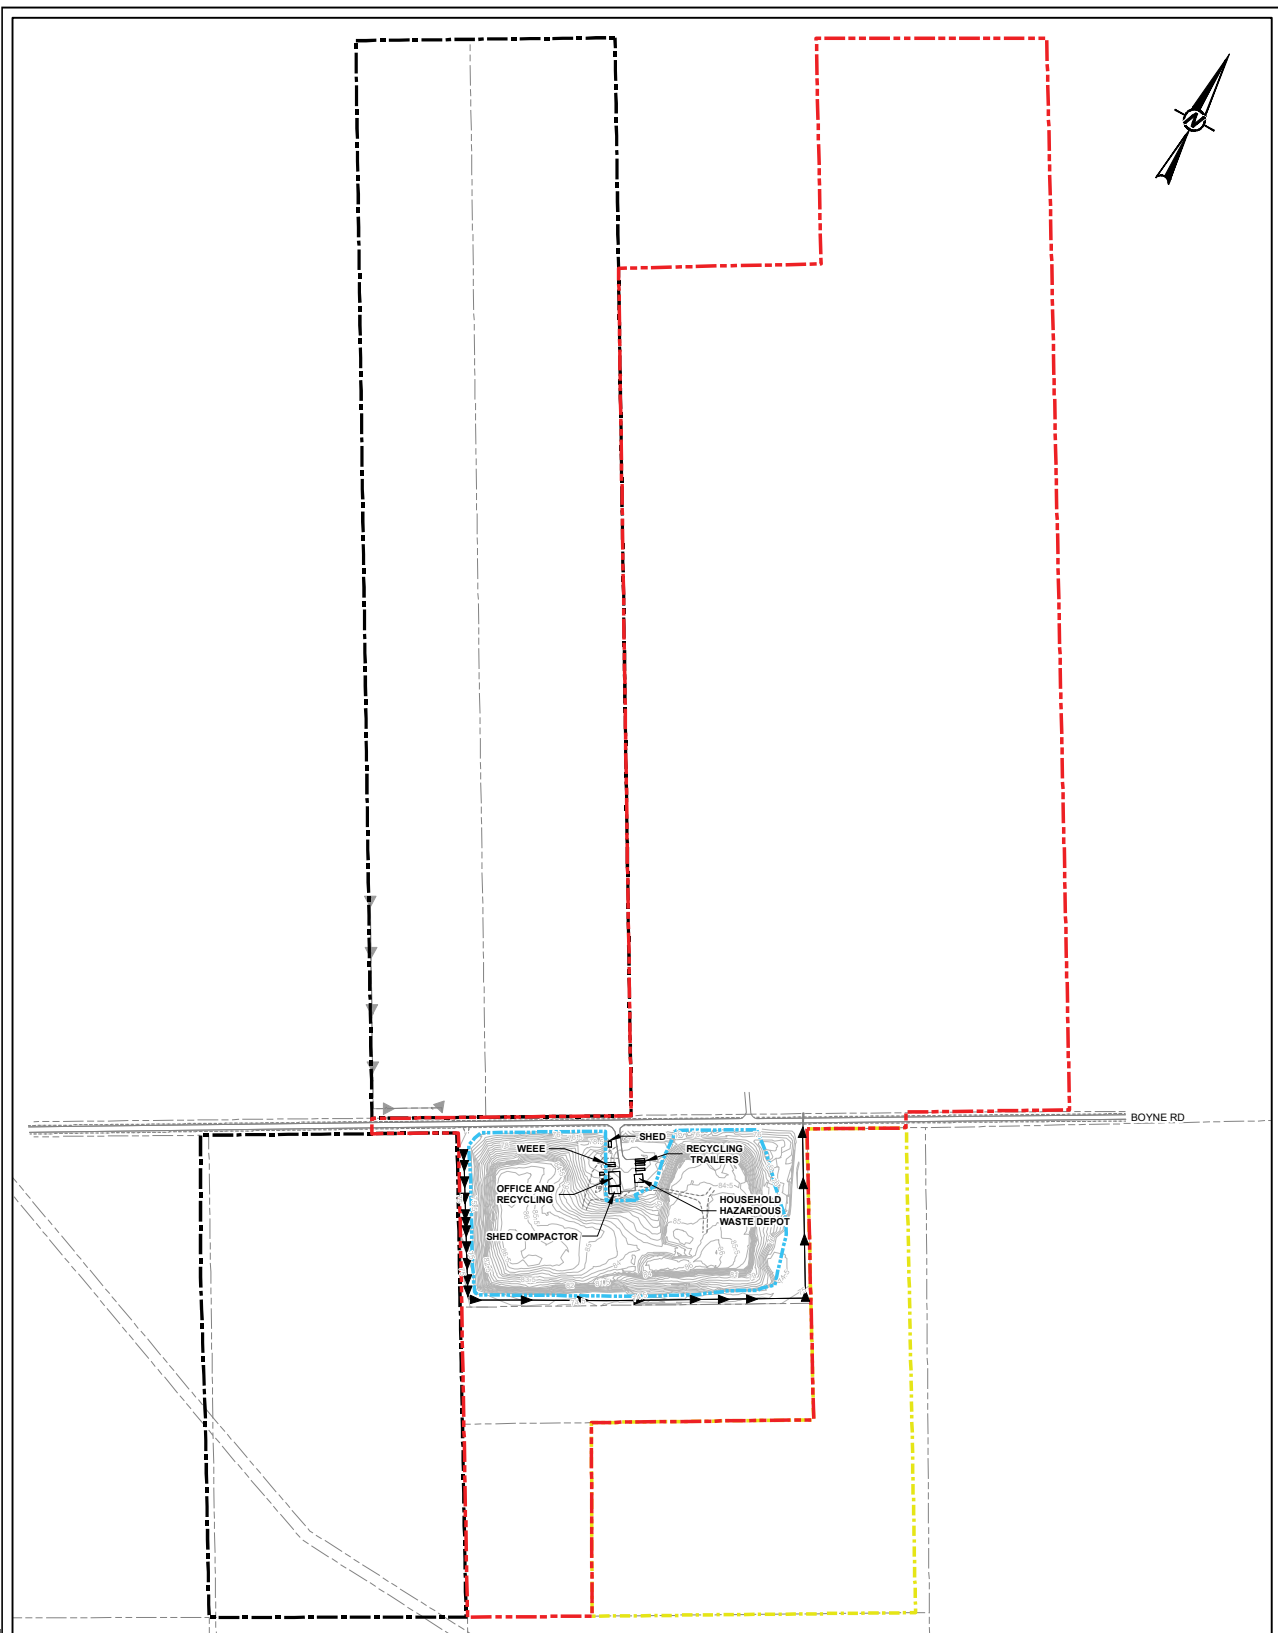 N
BOYNE RD
SHED
WEEE
RECYCLING
TRAILERS
OFFICE AND
RECYCLING
HOUSEHOLD
HAZARDOUS
WASTE DEPOT
SHED COMPACTOR